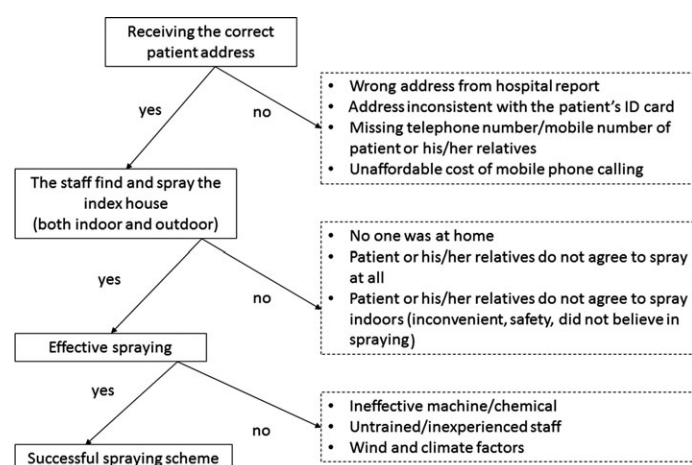 Receiving the correct
patient address
yes
no
• Wrong address from hospital report
• Address inconsistent with the patient's ID card
• Missing telephone number/mobile number of
patient or his/her relatives
• Unaffordable cost of mobile phone calling
The staff find and spray the
index house
(both indoor and outdoor)
yes
no
• No one was at home
• Patient or his/her relatives do not agree to spray
at all
• Patient or his/her relatives do not agree to spray
indoors (inconvenient, safety, did not believe in
spraying)
Effective spraying
yes
no
• Ineffective machine/chemical
• Untrained/inexperienced staff
• Wind and climate factors
Successful spraying scheme